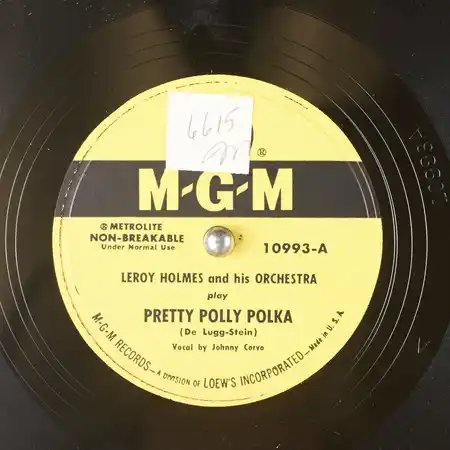 6615
®
M-G-M
® METROLITE
NON-BREAKABLE
Under Normal Use
10993-A
LEROY HOLMES and his ORCHESTRA
play
PRETTY POLLY POLKA
(De Lugg-Stein)
Vocal by Johnny Corvo
M-G-M RECORDS—A DIVISION OF LOEW'S INCORPORATED—Made in U.S.A.